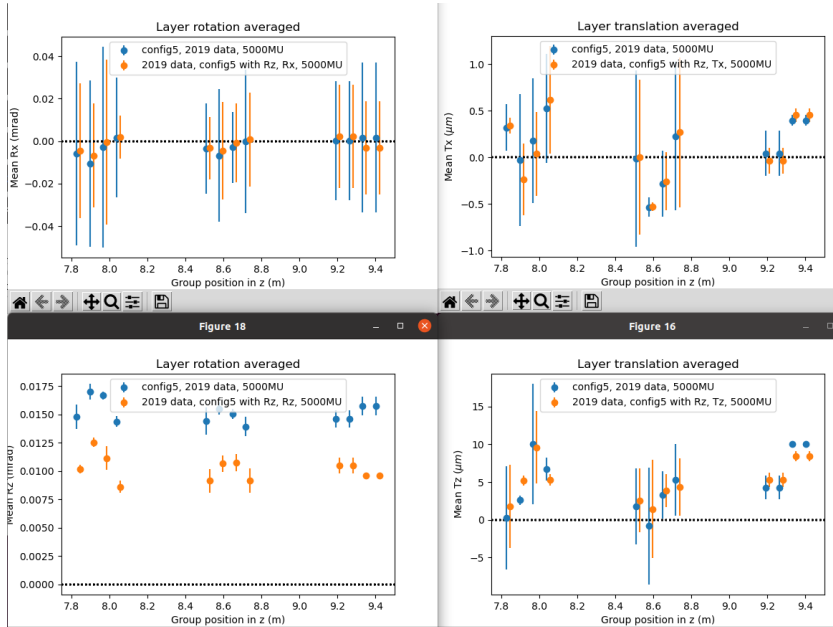 Layer rotation averaged
config5, 2019 data, 5000MU
2019 data, config5 with Rz, Rx, 5000MU
Mean Rx (mrad)
0.04
0.02
0.00
−0.02
−0.04
7.8 8.0 8.2 8.4 8.6 8.8 9.0 9.2 9.4
Group position in z (m)
Layer translation averaged
config5, 2019 data, 5000MU
2019 data, config5 with Rz, Tx, 5000MU
Mean Tx (μm)
1.0
0.5
0.0
−0.5
−1.0
7.8 8.0 8.2 8.4 8.6 8.8 9.0 9.2 9.4
Group position in z (m)
Figure 18
Layer rotation averaged
config5, 2019 data, 5000MU
2019 data, config5 with Rz, Rx, 5000MU
Mean Rz (mrad)
0.0175
0.0150
0.0125
0.0100
0.0075
0.0050
0.0025
0.0000
7.8 8.0 8.2 8.4 8.6 8.8 9.0 9.2 9.4
Group position in z (m)
Figure 16
Layer translation averaged
config5, 2019 data, 5000MU
2019 data, config5 with Rz, Tz, 5000MU
Mean Tz (μm)
15
10
5
0
−5
7.8 8.0 8.2 8.4 8.6 8.8 9.0 9.2 9.4
Group position in z (m)